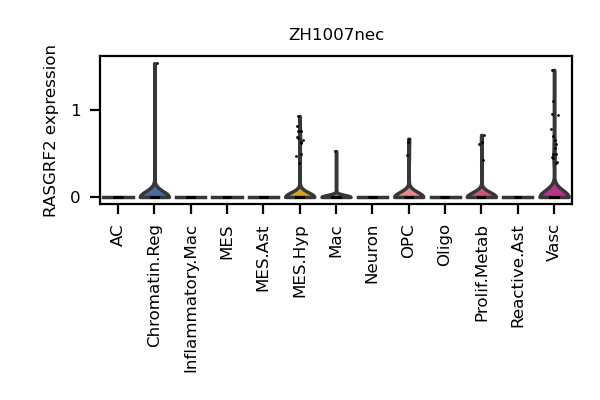 ZH1007nec
RASGRF2 expression
1
0
AC
Chromatin.Reg
Inflammatory.Mac
MES
MES.Ast
MES.Hyp
Mac
Neuron
OPC
Oligo
Prolif.Metab
Reactive.Ast
Vasc